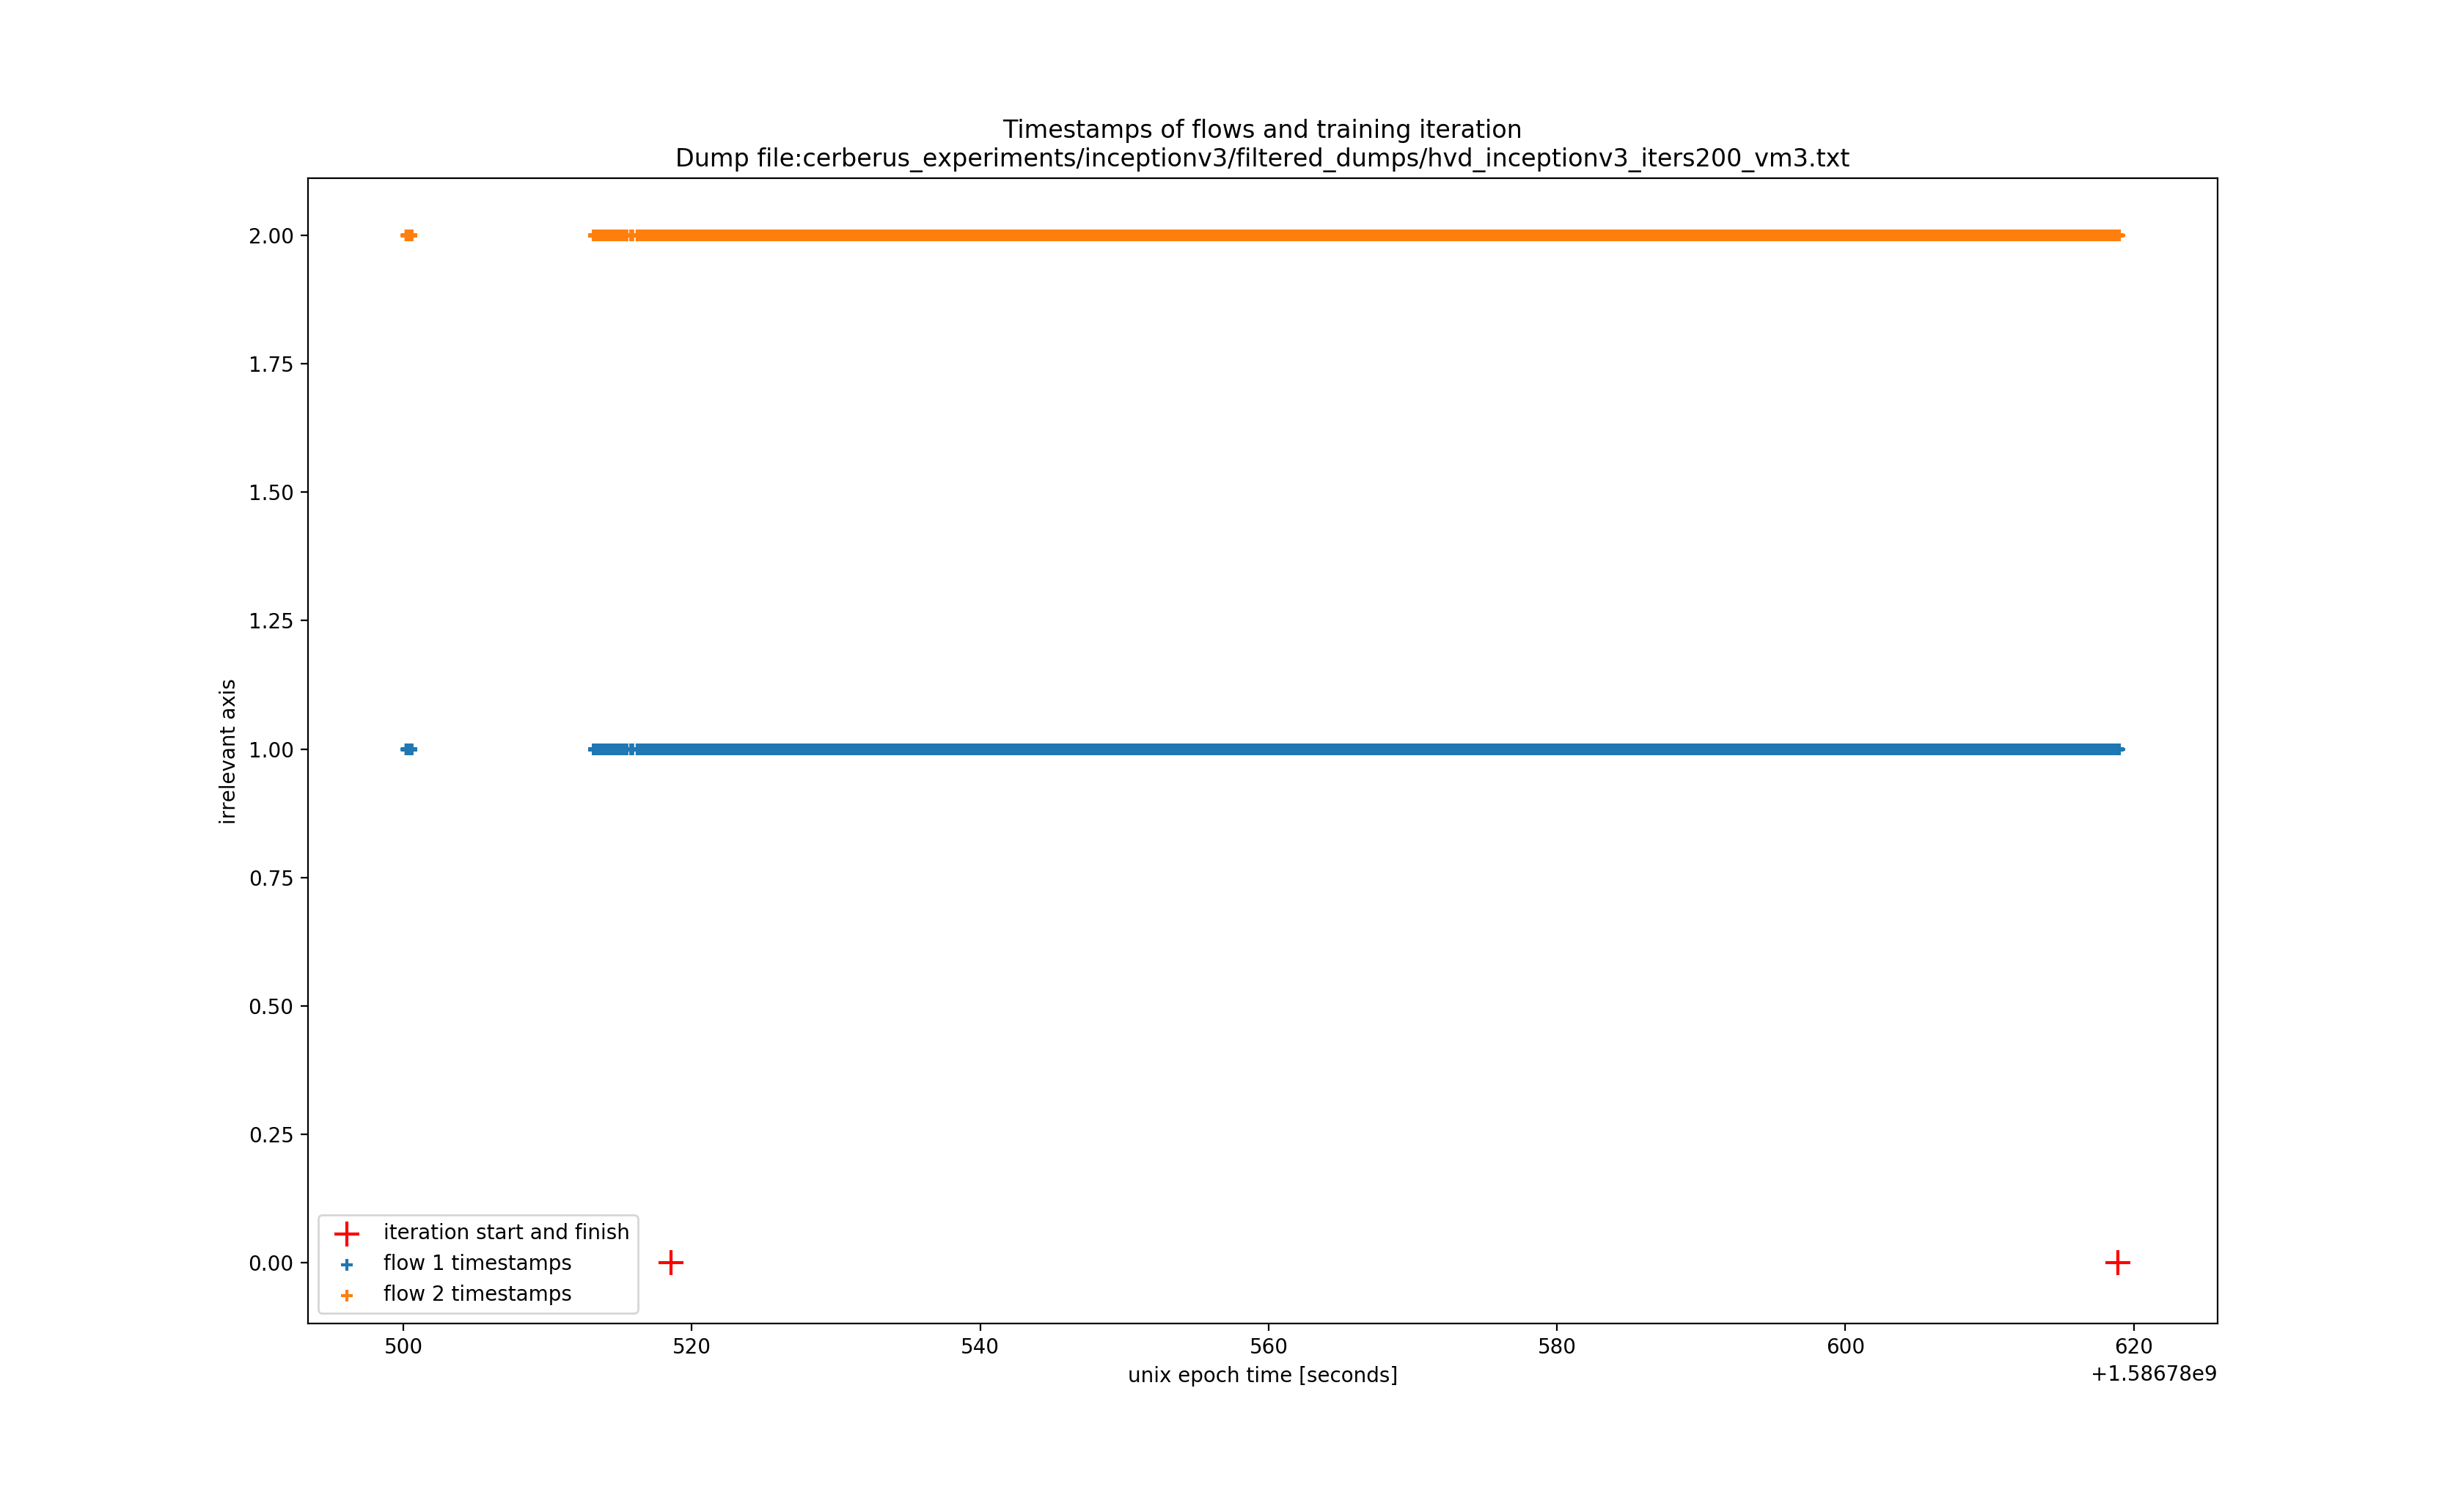 Timestamps of flows and training iteration
Dump file:cerberus_experiments/inceptionv3/filtered_dumps/hvd_inceptionv3_iters200_vm3.txt
2.00
1.75
1.50
1.25
1.00
0.75
0.50
0.25
0.00
irrelevant axis
iteration start and finish
flow 1 timestamps
flow 2 timestamps
500 520 540 560 580 600 620
unix epoch time [seconds]
+1.58678e9